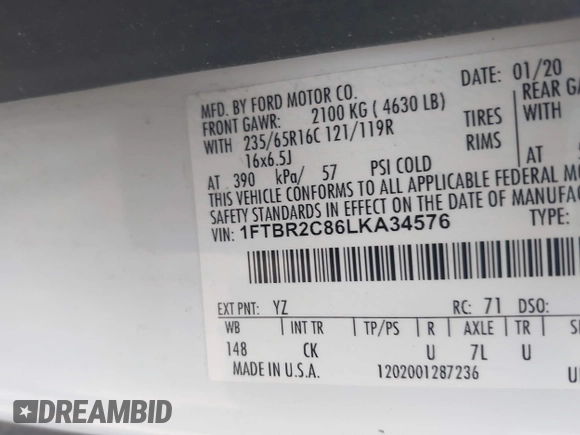 MFD. BY FORD MOTOR CO. DATE: 01/20
FRONT GAWR: 2100 KG ( 4630 LB) REAR GA
WITH 235/65R16C 121/119R TIRES WITH
16x6.5J RIMS
AT 390 kPa/ 57 PSI COLD AT
THIS VEHICLE CONFORMS TO ALL APPLICABLE FEDERAL MO
SAFETY STANDARDS IN EFFECT ON THE DATE OF MANUFAC
VIN: 1FTBR2C86LKA34576 TYPE:
EXT PNT: YZ RC: 71 DSO:
WB INT TR TP/PS R AXLE TR
148 CK U 7L U
MADE IN U.S.A. 1202001287236
DREAMBID